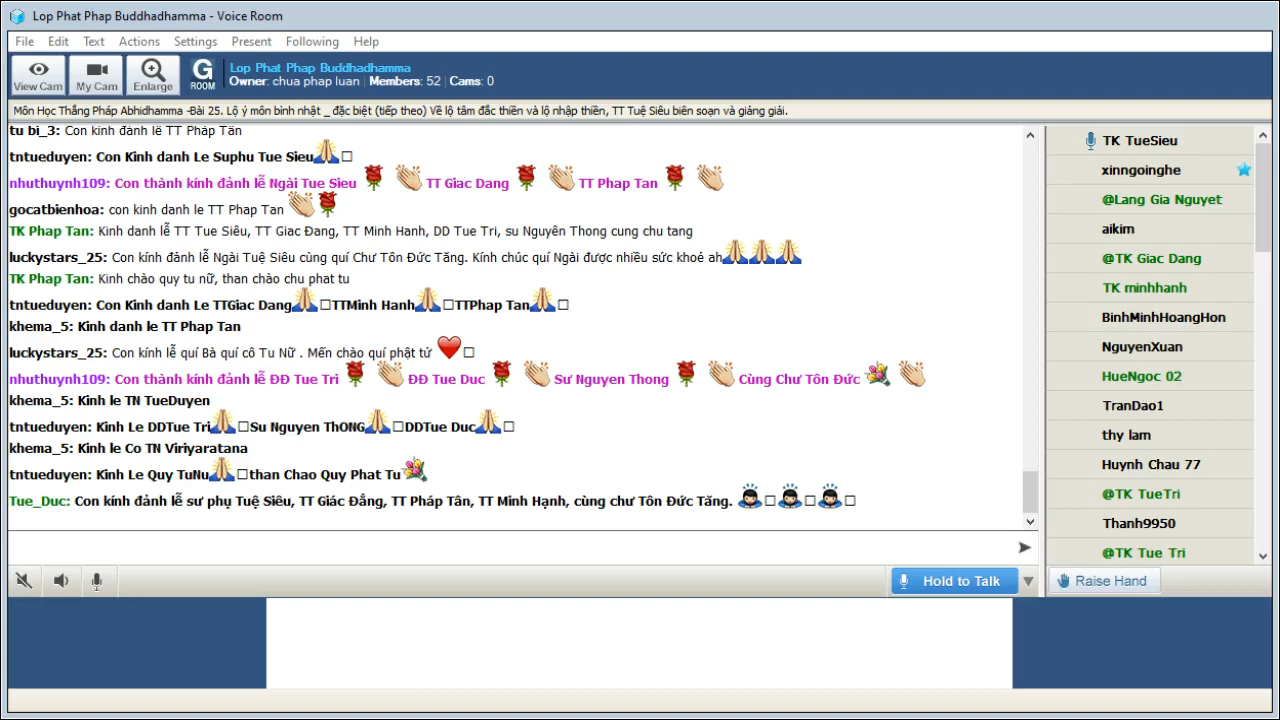 Lop Phat Phap Buddhadhamma - Voice Room
File Edit Text Actions Settings Present Following Help
View Cam My Cam Enlarge G ROOM
Lop Phat Phap Buddhadhamma
Owner: chua phap luan Members: 52 Cams: 0
Môn Học Thắng Pháp Abhidhamma -Bài 25. Lộ ý môn bình nhật _ đặc biệt (tiếp theo) Về lộ tâm đắc thiền và lộ nhập thiền, TT Tuệ Siêu biên soạn và giảng giải.
tu bi_3: Con kinh đành lễ TT Pháp Tấn
tntueduyen: Con Kinh danh Le Suphu Tue Sieu
nhuthuynh109: Con thành kính đảnh lễ Ngài Tue Sieu TT Giac Dang TT Phap Tan
gocatbienhoa: con kinh danh le TT Phap Tan
TK Phap Tan: Kinh danh lễ TT Tue Siêu, TT Giac Đang, TT Minh Hanh, DD Tue Tri, su Nguyên Thong cung chu tang
luckystars_25: Con kính đảnh lễ Ngài Tuệ Siêu cùng quí Chư Tôn Đức Tăng. Kính chúc quí Ngài được nhiều sức khoẻ ah
TK Phap Tan: Kinh chào quy tu nữ, than chào chu phat tu
tntueduyen: Con Kinh danh Le TTGiac Dang TTMinh Hanh TTPhap Tan
khema_5: Kinh danh le TT Phap Tan
luckystars_25: Con kính lễ quí Bà quí cô Tu Nữ . Mến chào quí phật tử
nhuthuynh109: Con thành kính đảnh lễ ĐĐ Tue Tri ĐĐ Tue Duc Sư Nguyen Thong Cùng Chư Tôn Đức
khema_5: Kinh le TN TueDuyen
tntueduyen: Kinh Le DDTue Tri Su Nguyen ThONG DDTue Duc
khema_5: Kinh le Co TN Viriyaratana
tntueduyen: Kinh Le Quy TuNu than Chao Quy Phat Tu
Tue_Duc: Con kính đảnh lễ sư phụ Tuệ Siêu, TT Giác Đẳng, TT Pháp Tân, TT Minh Hạnh, cùng chư Tôn Đức Tăng.
Hold to Talk
TK TueSieu
xinngoinghe
@Lang Gia Nguyet
aikim
@TK Giac Dang
TK minhhanh
BinhMinhHoangHon
NguyenXuan
HueNgoc 02
TranDao1
thy lam
Huynh Chau 77
@TK TueTri
Thanh9950
@TK Tue Tri
Raise Hand